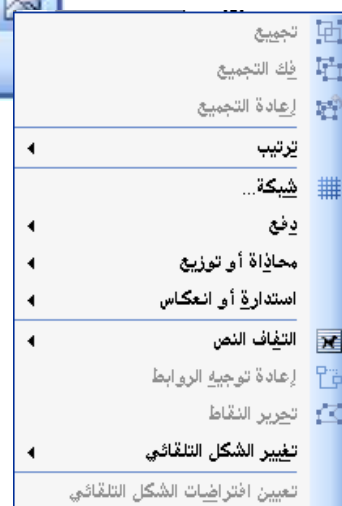 تجميع
فك التجميع
إعادة التجميع
ترتيب
شبكة...
دفع
محاذاة أو توزيع
استدارة أو انعكاس
التفاف النص
إعادة توجيه الروابط
تحرير النقاط
تغيير الشكل التلقائي
تعيين افتراضيات الشكل التلقائي